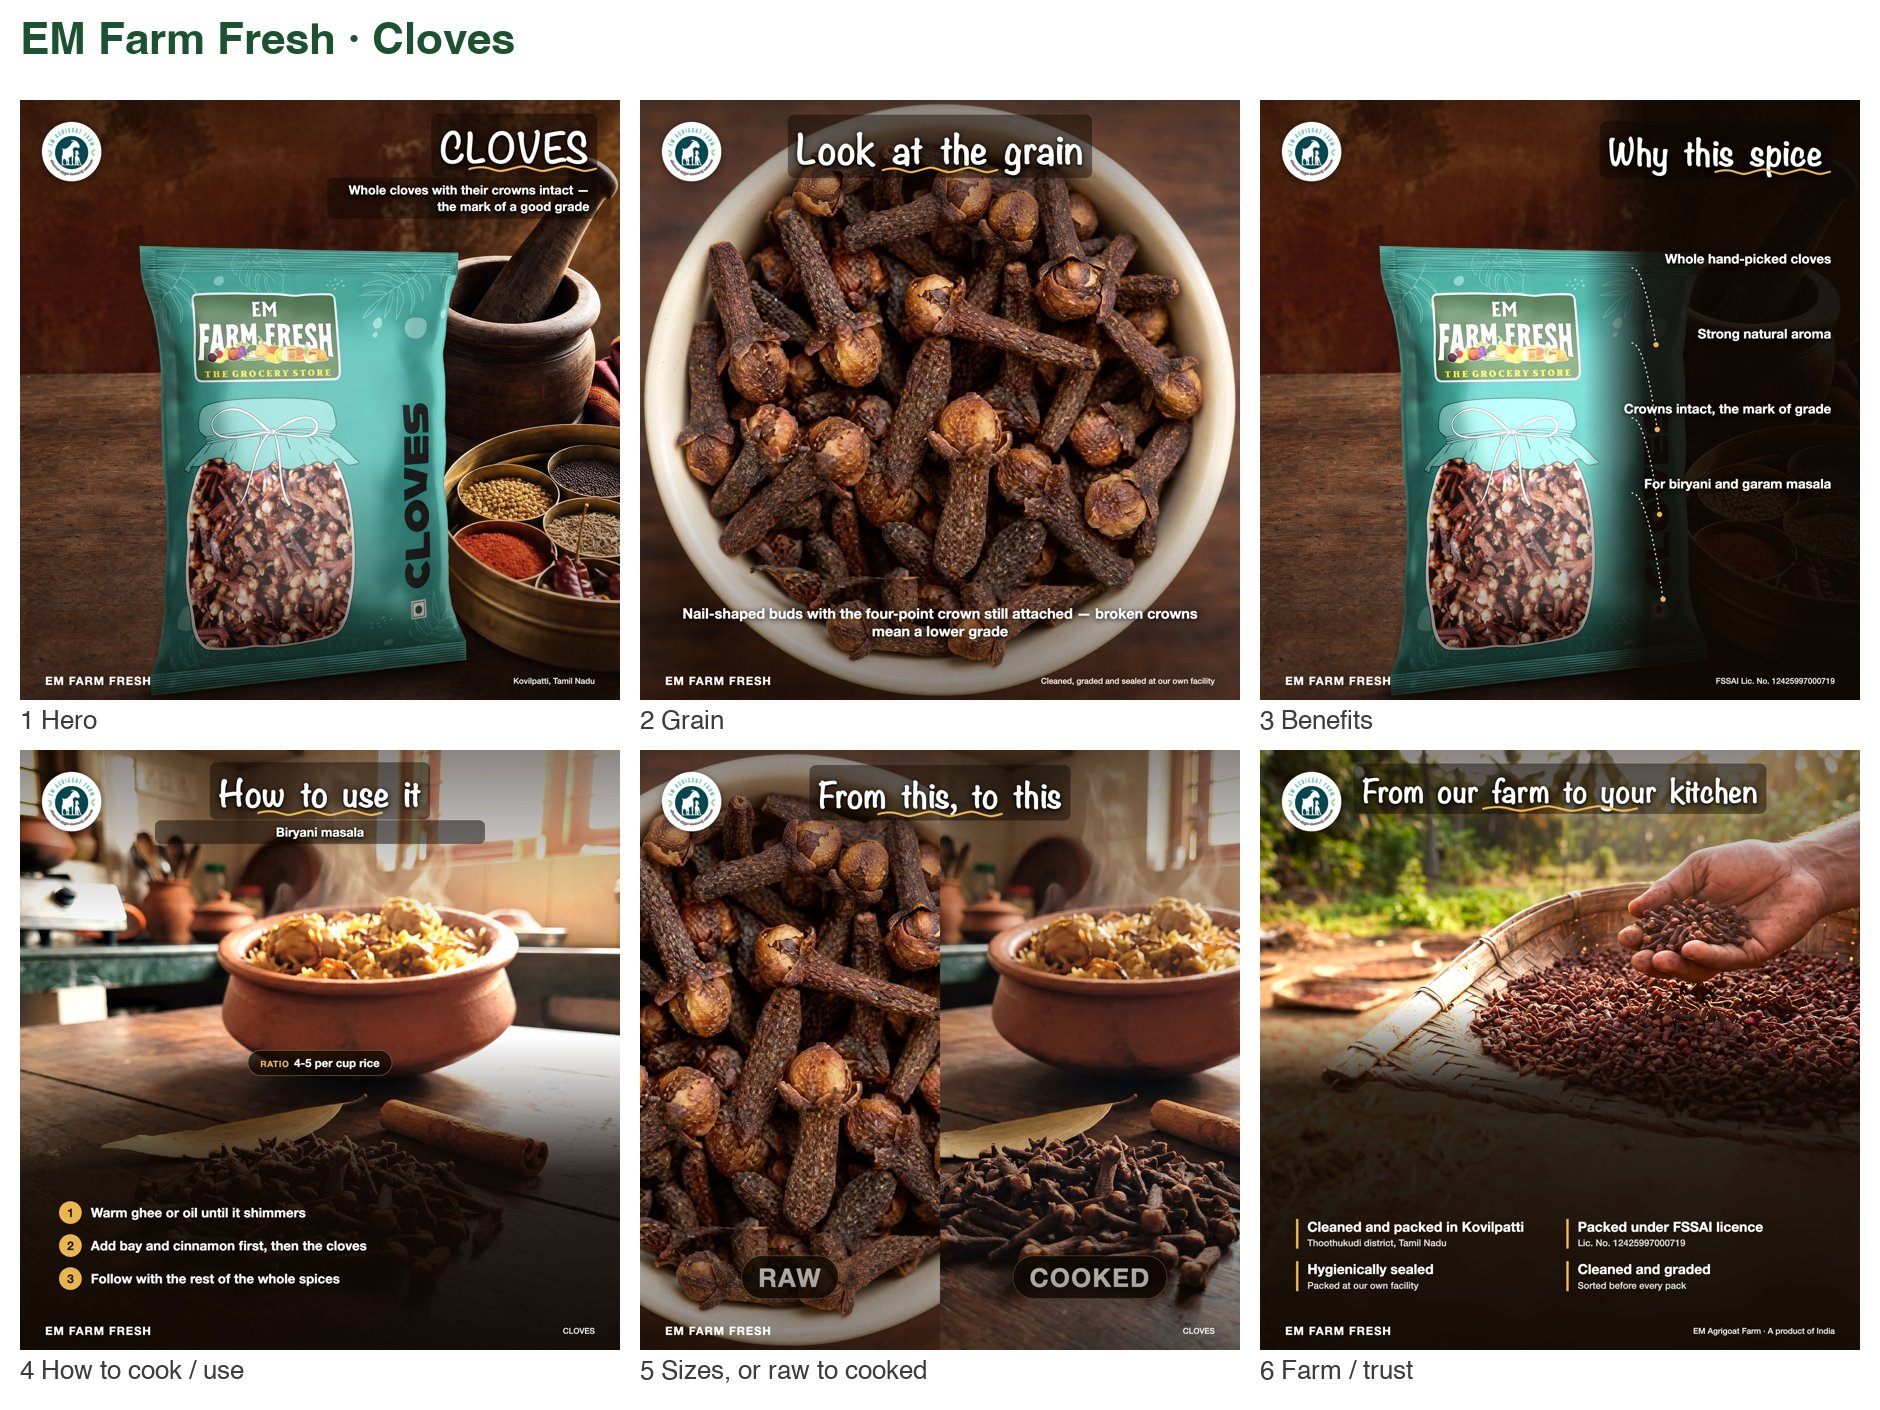 EM Farm Fresh · Cloves
CLOVES
Whole cloves with their crowns intact —
the mark of a good grade
EM
FARM FRESH
THE GROCERY STORE
CLOVES
EM FARM FRESH
Kovilpatti, Tamil Nadu
1 Hero
Look at the grain
Nail-shaped buds with the four-point crown still attached — broken crowns
mean a lower grade
EM FARM FRESH
Cleaned, graded and sealed at our own facility
2 Grain
Why this spice
Whole hand-picked cloves
Strong natural aroma
Crowns intact, the mark of grade
For biryani and garam masala
EM
FARM FRESH
THE GROCERY STORE
CLOVES
EM FARM FRESH
FSSAI Lic. No. 12425997000719
3 Benefits
How to use it
Biryani masala
RATIO 4-5 per cup rice
1 Warm ghee or oil until it shimmers
2 Add bay and cinnamon first, then the cloves
3 Follow with the rest of the whole spices
EM FARM FRESH
CLOVES
4 How to cook / use
From this, to this
RAW
COOKED
EM FARM FRESH
CLOVES
5 Sizes, or raw to cooked
From our farm to your kitchen
Cleaned and packed in Kovilpatti
Thoothukudi district, Tamil Nadu
Packed under FSSAI licence
Lic. No. 12425997000719
Hygienically sealed
Packed at our own facility
Cleaned and graded
Sorted before every pack
EM FARM FRESH
EM Agrigoat Farm · A product of India
6 Farm / trust